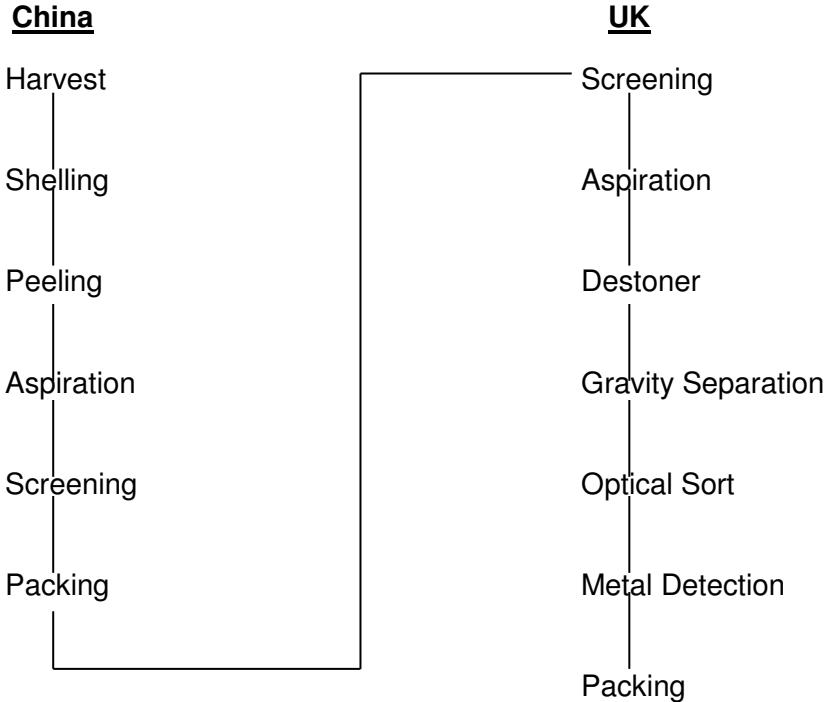 China
Harvest
Shelling
Peeling
Aspiration
Screening
Packing
UK
Screening
Aspiration
Destoner
Gravity Separation
Optical Sort
Metal Detection
Packing